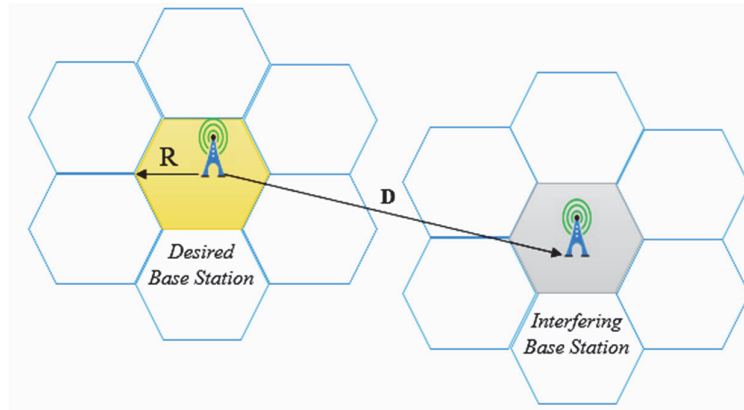 R
D
Desired
Base Station
Interfering
Base Station